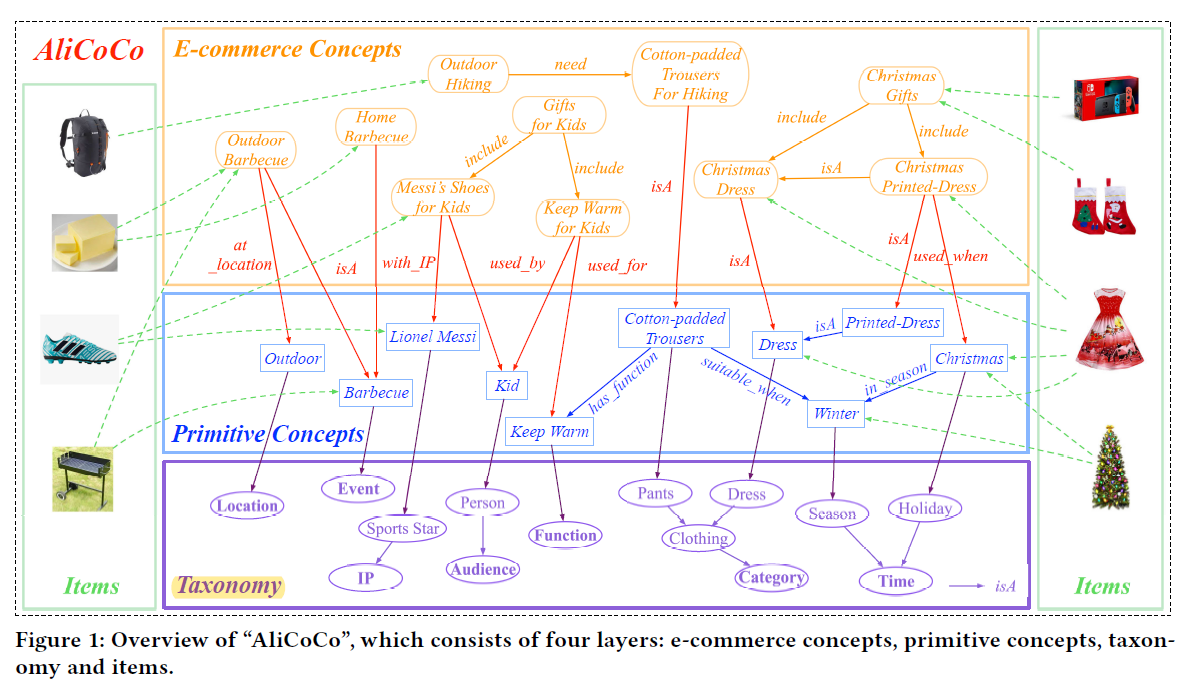 AliCoCo
E-commerce Concepts
Outdoor
Hiking
need
Cotton-padded
Trousers
For Hiking
Christmas
Gifts
Gifts
for Kids
Home
Barbecue
Outdoor
Barbecue
include
include
include
include
Messi's Shoes
for Kids
Keep Warm
for Kids
isA
Christmas
Dress
isA
Christmas
Printed-Dress
at
_location
isA
with_IP
used_by
used_for
isA
isA
used_when
Outdoor
Lionel Messi
Cotton-padded
Trousers
Dress
isA
Printed-Dress
Christmas
Barbecue
Kid
Keep Warm
has_function
suitable_when
in_season
Winter
Primitive Concepts
Location
Event
Person
Sports Star
IP
Audience
Function
Pants
Dress
Clothing
Category
Season
Holiday
Time
isA
Taxonomy
Items
Items
Figure 1: Overview of “AliCoCo”, which consists of four layers: e-commerce concepts, primitive concepts, taxon-
omy and items.